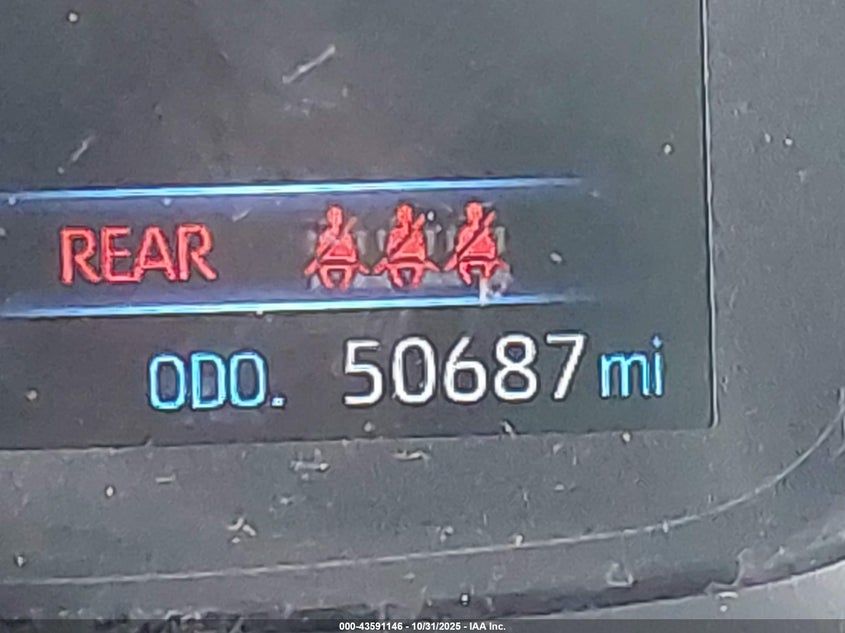 REAR
ODO. 50687 mi
000-43591146 - 10/31/2025 - IAA Inc.